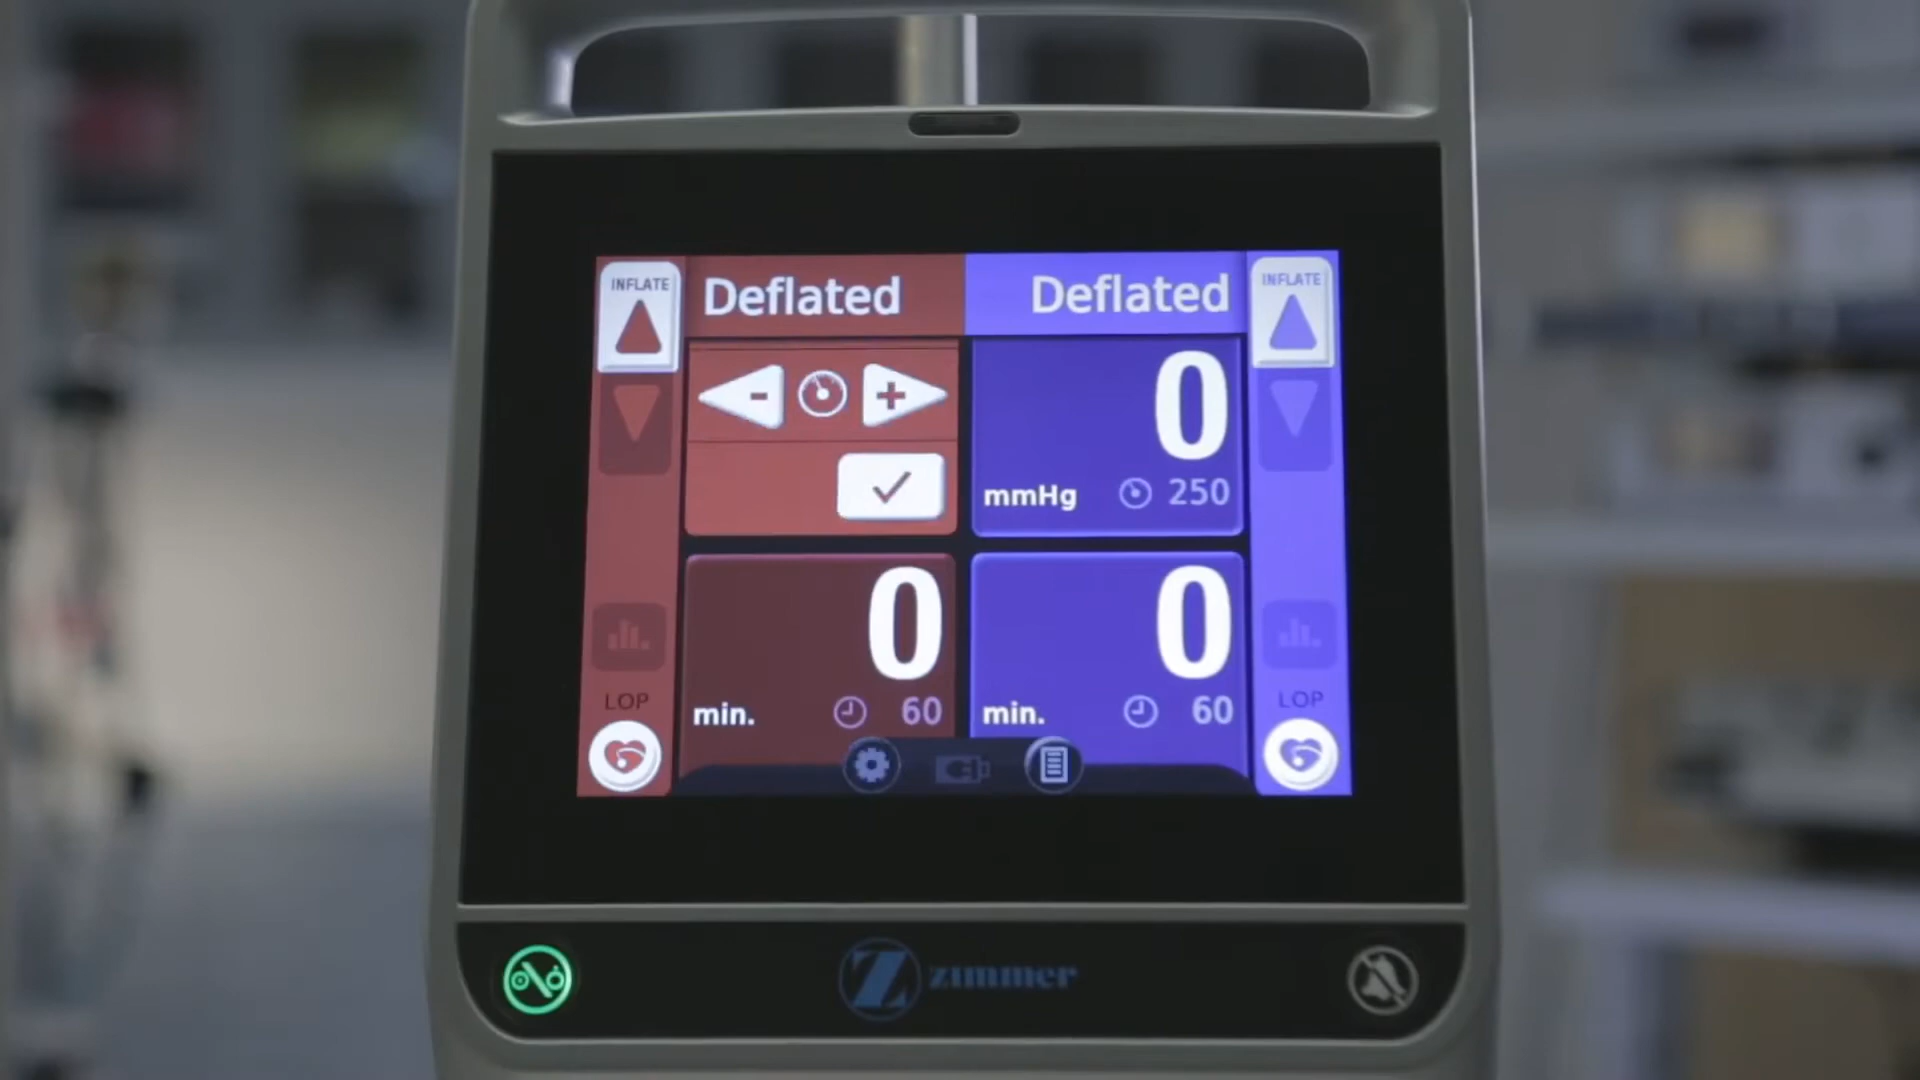 INFLATE
Deflated
Deflated
INFLATE
- +
0
mmHg 250
0
min. 60
0
min. 60
LOP
LOP
zimmer